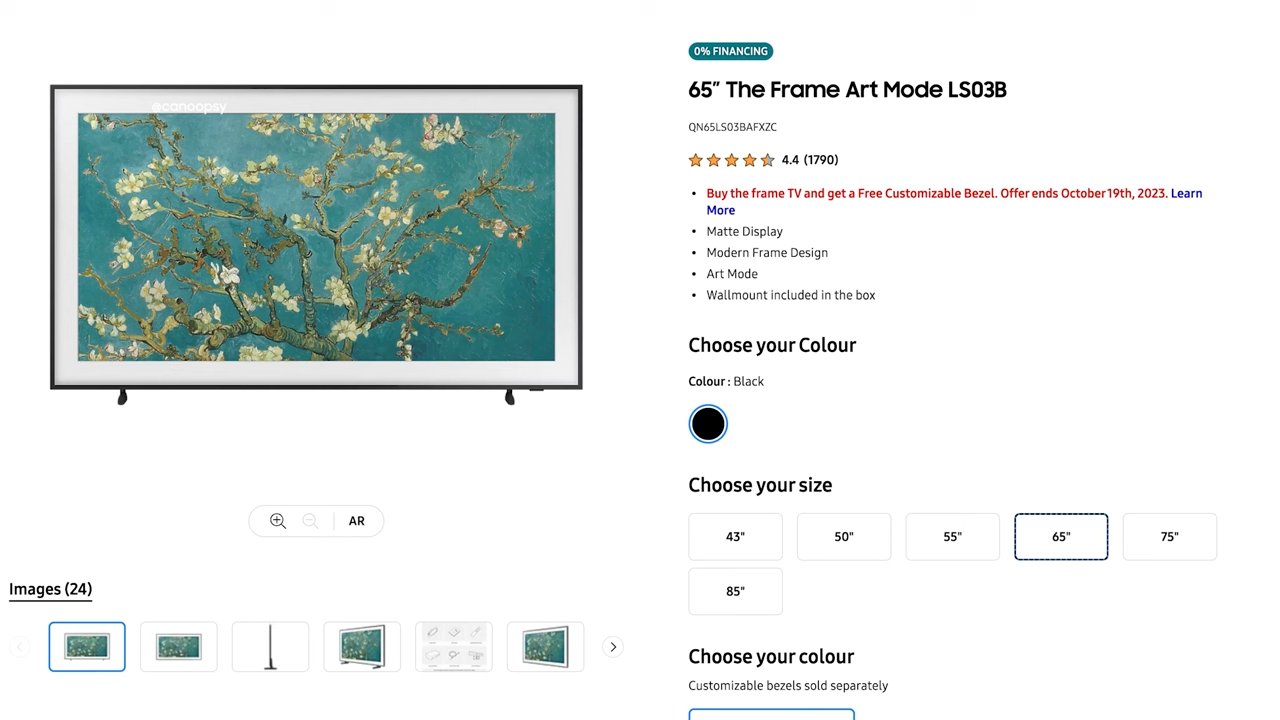 @canoopsy
0% FINANCING
65” The Frame Art Mode LS03B
QN65LS03BAFXZC
4.4 (1790)
• Buy the frame TV and get a Free Customizable Bezel. Offer ends October 19th, 2023. Learn
More
• Matte Display
• Modern Frame Design
• Art Mode
• Wallmount included in the box
Choose your Colour
Colour : Black
Choose your size
43"
50"
55"
65"
75"
85"
AR
Images (24)
Choose your colour
Customizable bezels sold separately